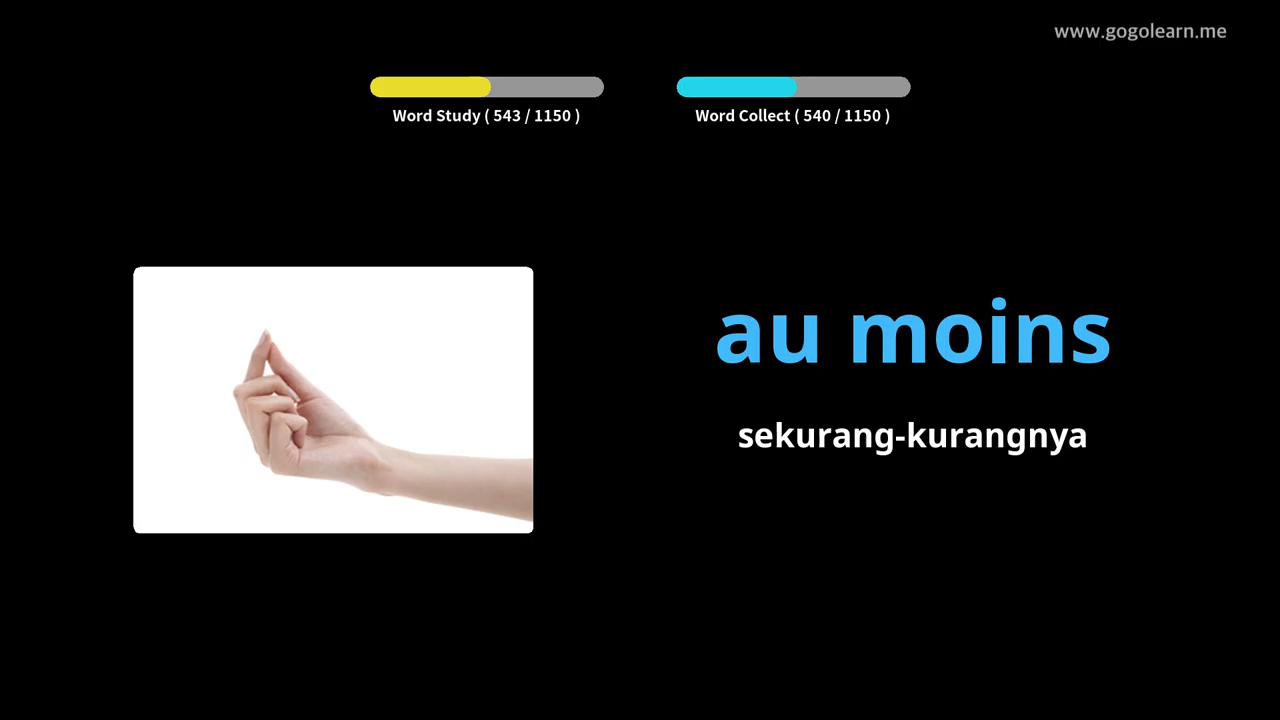 www.gogolearn.me
Word Study ( 543 / 1150 )
Word Collect ( 540 / 1150 )
au moins
sekurang-kurangnya